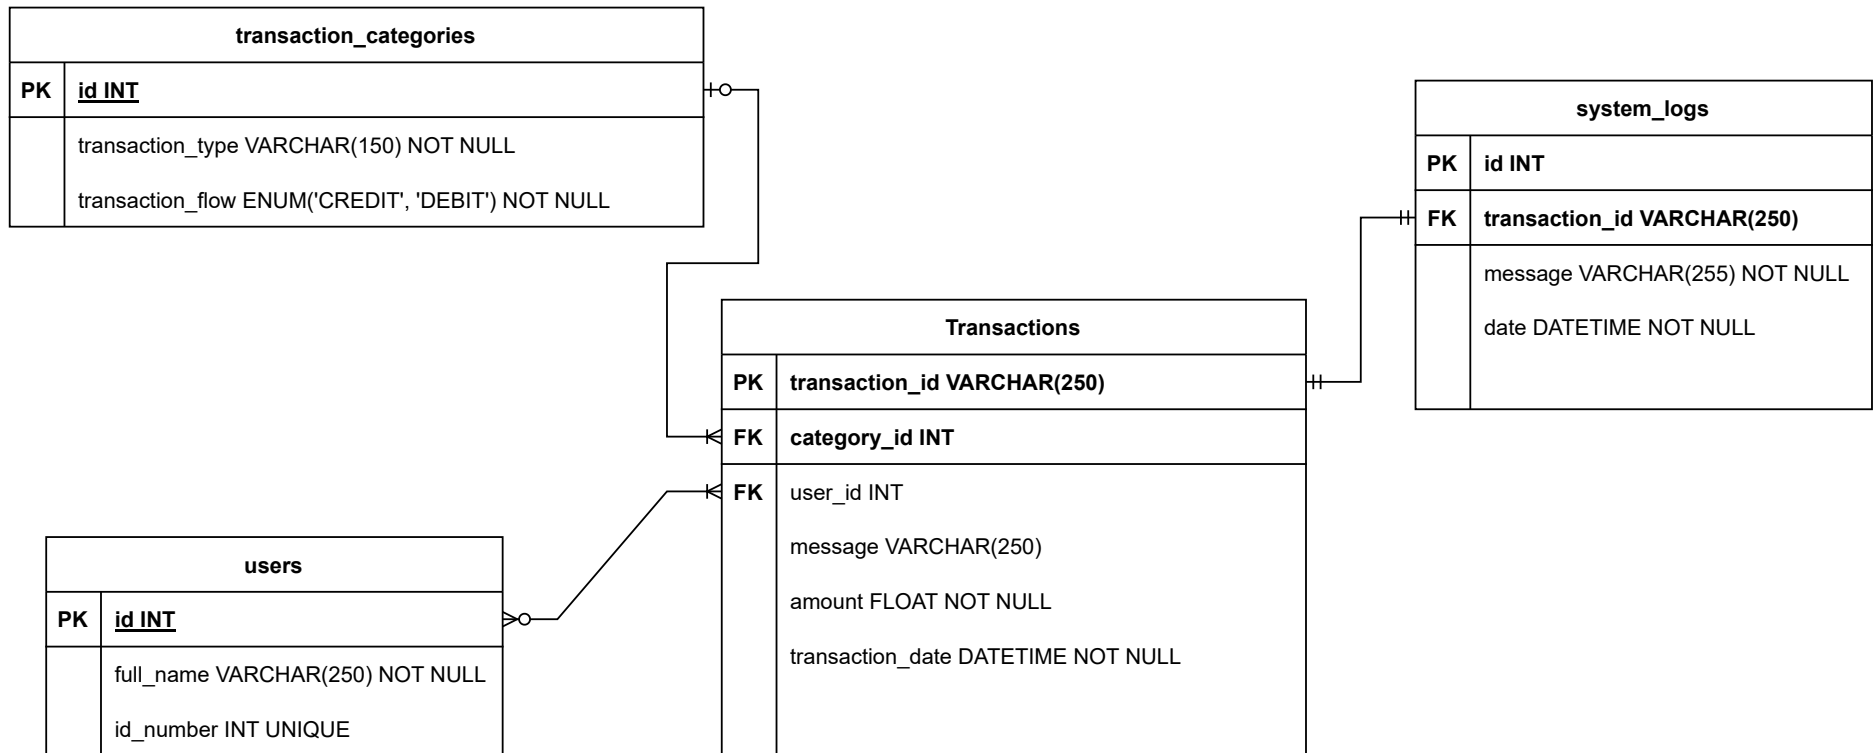 transaction_categories
PK id INT
transaction_type VARCHAR(150) NOT NULL
transaction_flow ENUM('CREDIT', 'DEBIT') NOT NULL
system_logs
PK id INT
FK transaction_id VARCHAR(250)
message VARCHAR(255) NOT NULL
date DATETIME NOT NULL
Transactions
PK transaction_id VARCHAR(250)
FK category_id INT
FK user_id INT
message VARCHAR(250)
amount FLOAT NOT NULL
transaction_date DATETIME NOT NULL
users
PK id INT
full_name VARCHAR(250) NOT NULL
id_number INT UNIQUE